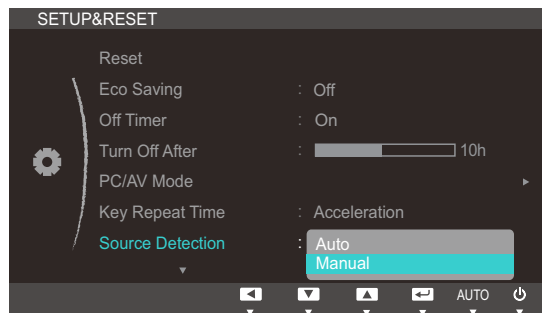 SETUP&RESET
Reset
Eco Saving : Off
Off Timer : On
Turn Off After : 10h
PC/AV Mode
Key Repeat Time : Acceleration
Source Detection : Auto
Manual
AUTO